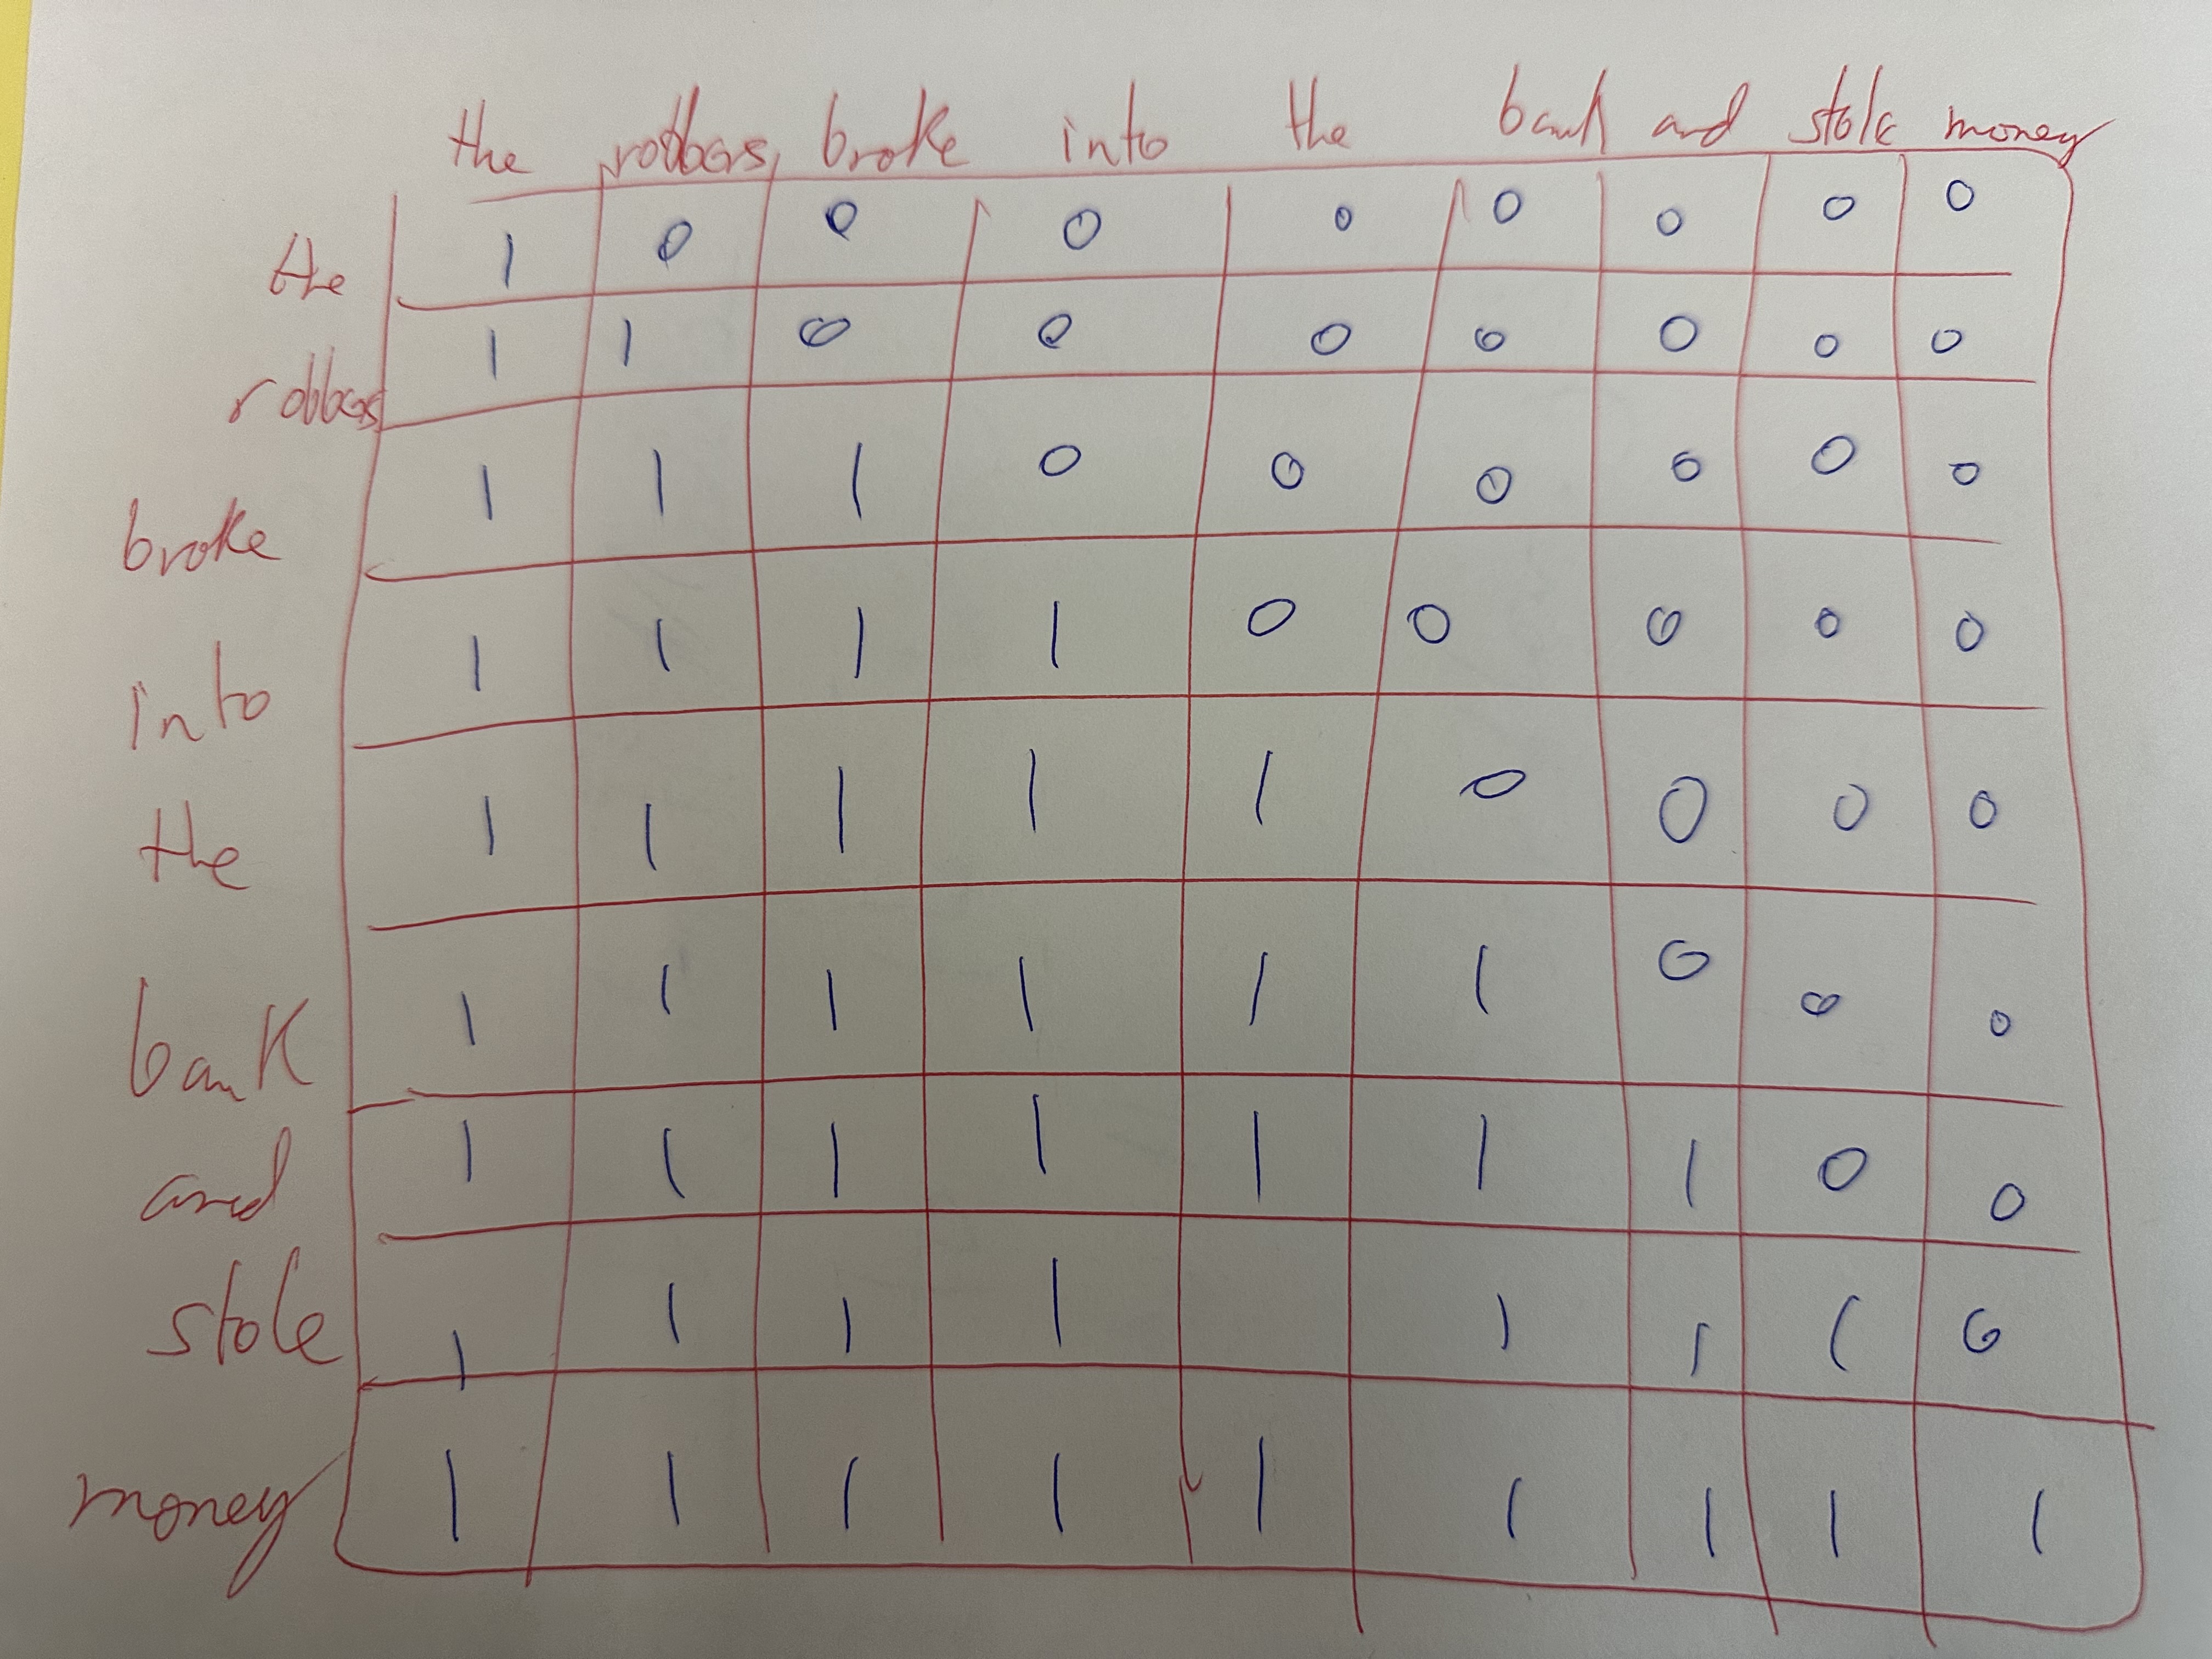 the robbers broke into the bank and stole money
the 1 0 0 0 0 0 0 0 0
robbers 1 1 0 0 0 0 0 0 0
broke 1 1 1 0 0 0 0 0 0
into 1 1 1 1 0 0 0 0 0
the 1 1 1 1 1 0 0 0 0
bank 1 1 1 1 1 1 0 0 0
and 1 1 1 1 1 1 1 0 0
stole 1 1 1 1 1 1 1 0
money 1 1 1 1 1 1 1 1 1